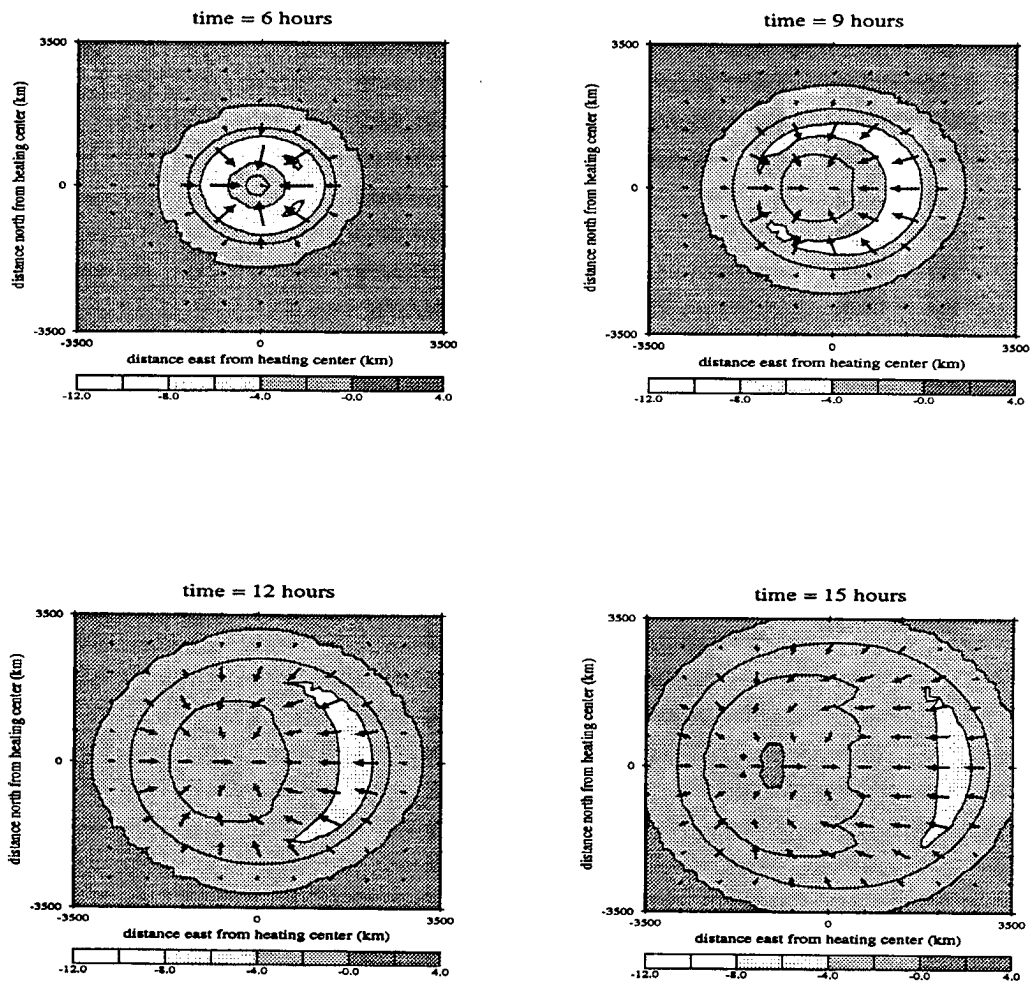 time = 6 hours
3500
distance north from heating center (km)
0
-3500
-3500 0 3500
distance east from heating center (km)
-12.0 -8.0 -4.0 -0.0 4.0
time = 9 hours
3500
distance north from heating center (km)
0
-3500
-3500 0 3500
distance east from heating center (km)
-12.0 -8.0 -4.0 -0.0 4.0
time = 12 hours
3500
distance north from heating center (km)
0
-3500
-3500 0 3500
distance east from heating center (km)
-12.0 -8.0 -4.0 -0.0 4.0
time = 15 hours
3500
distance north from heating center (km)
0
-3500
-3500 0 3500
distance east from heating center (km)
-12.0 -8.0 -4.0 -0.0 4.0